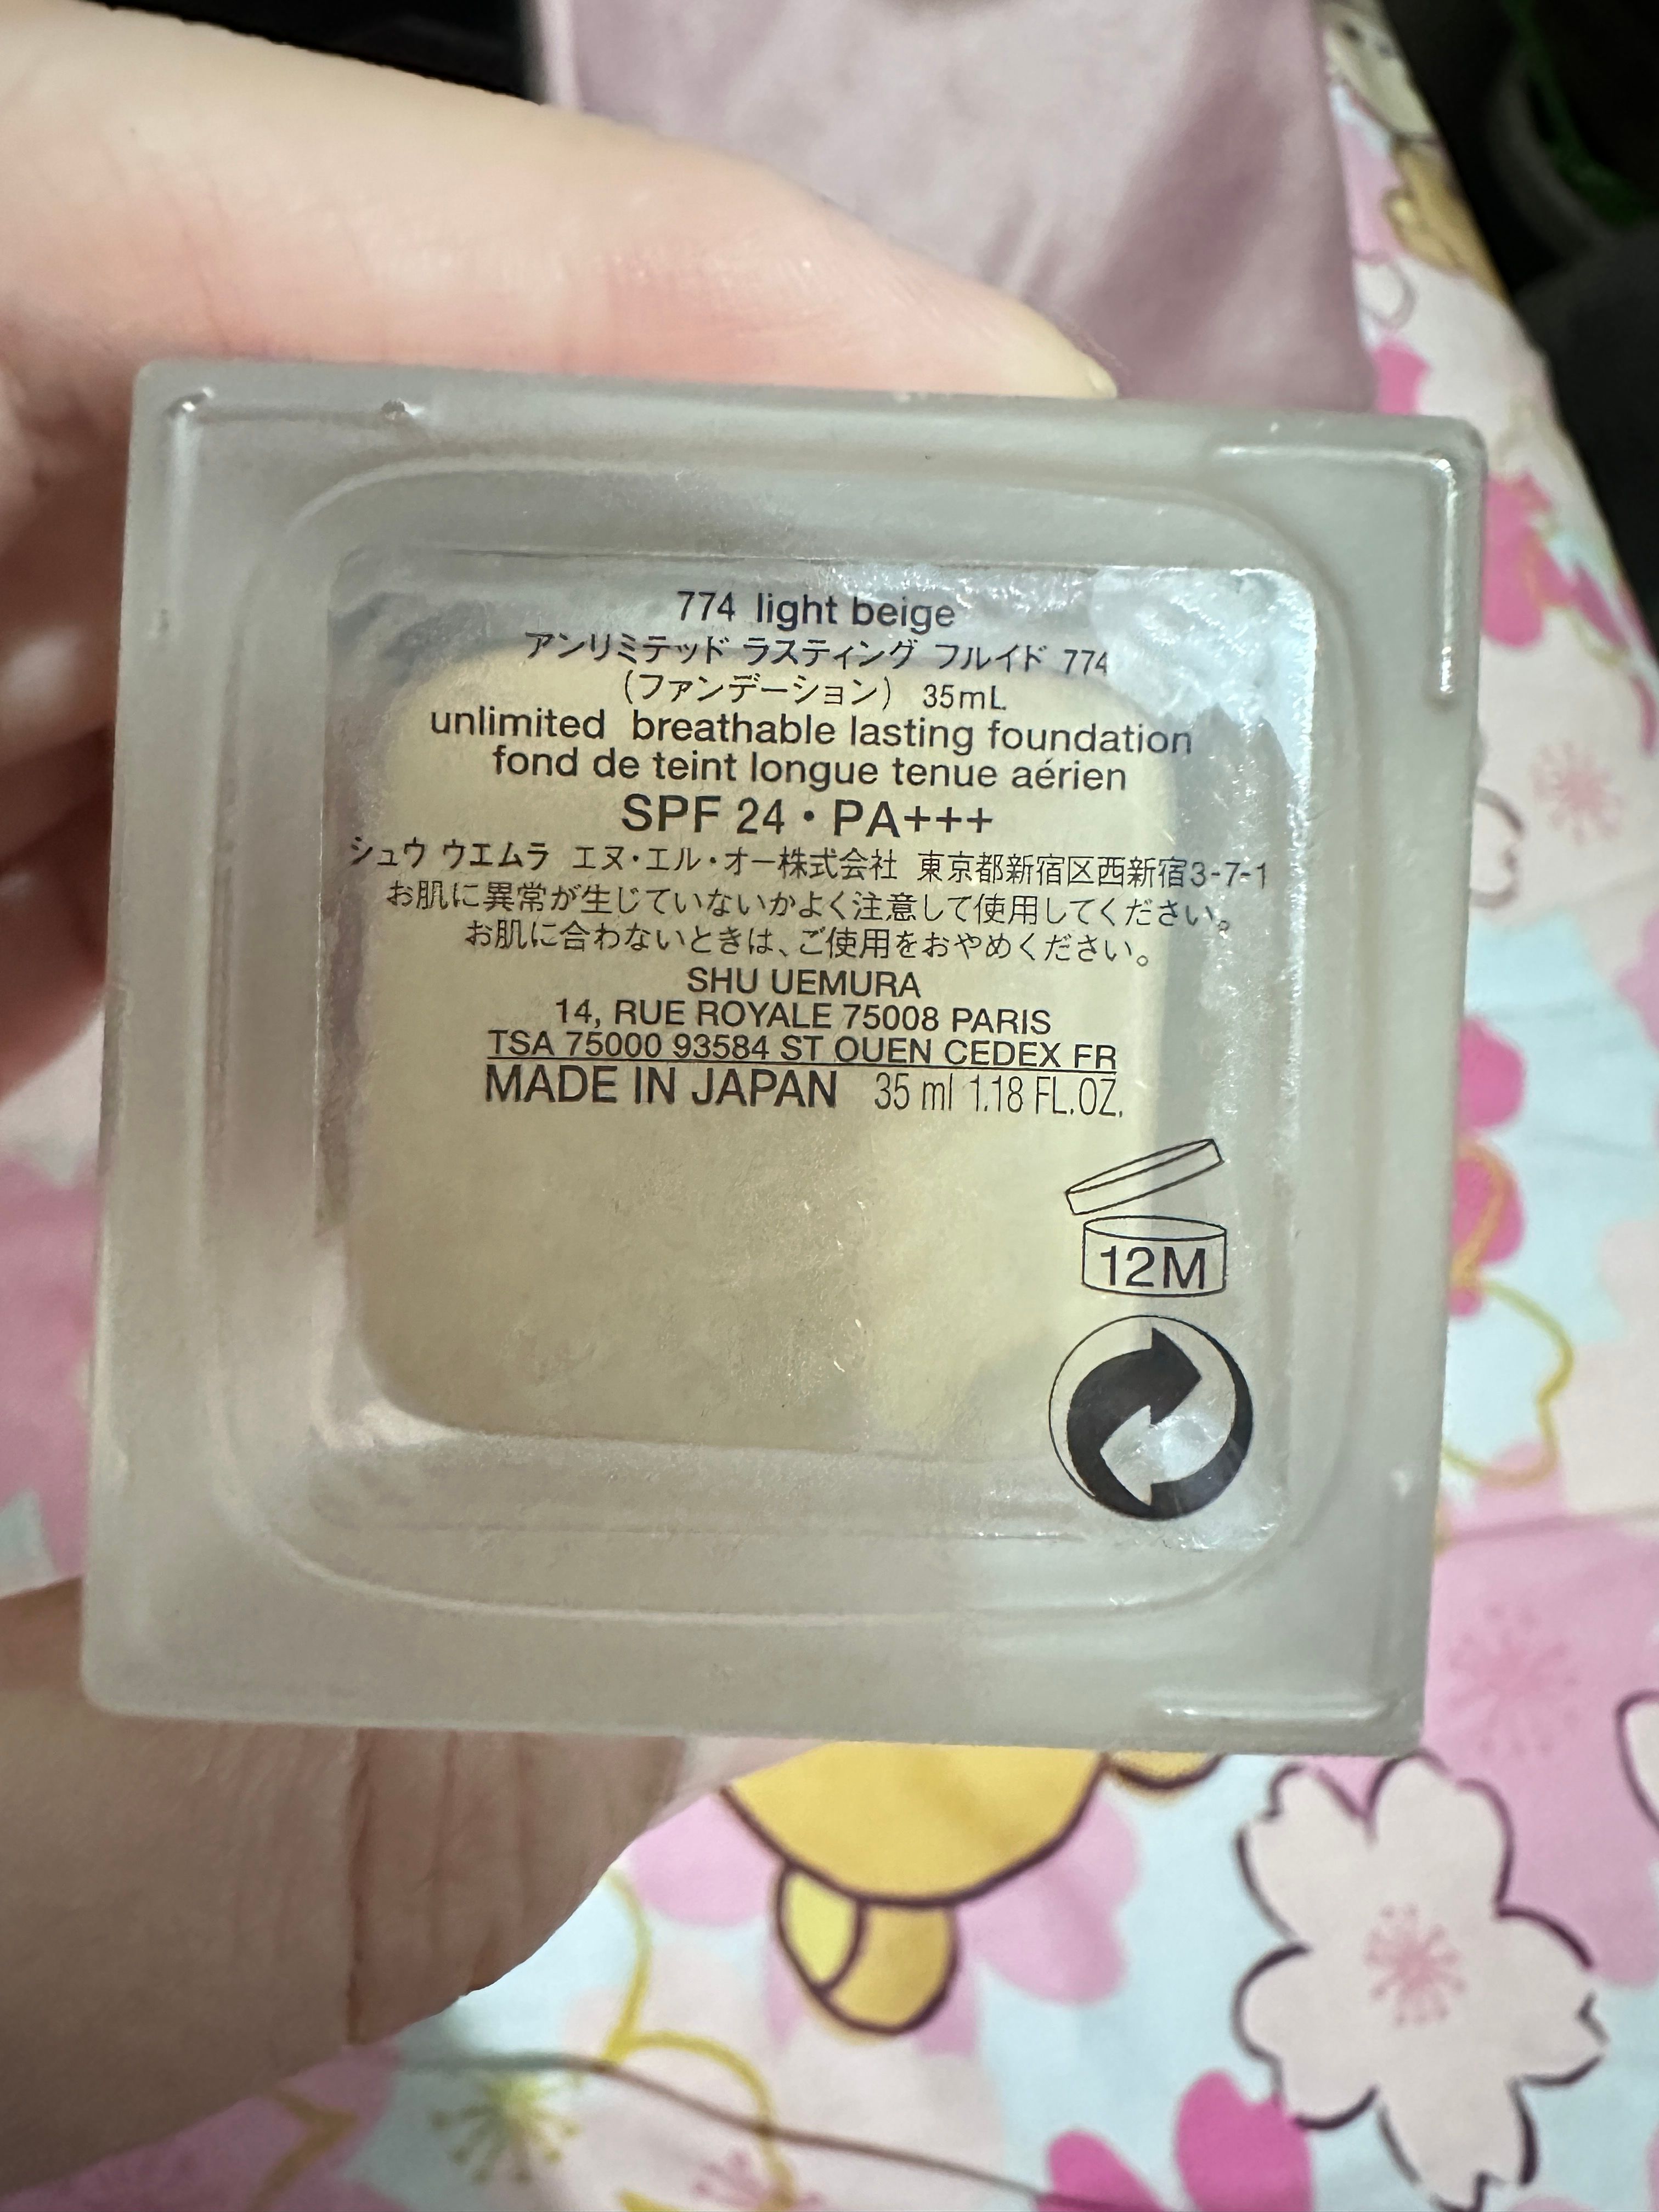 774 light beige
アンリミテッド ラスティング フルイド 774
（ファンデーション） 35mL
unlimited breathable lasting foundation
fond de teint longue tenue aérien
SPF 24・PA+++
シュウ ウエムラ エヌ・エル・オー株式会社 東京都新宿区西新宿3-7-1
お肌に異常が生じていないかよく注意して使用してください。
お肌に合わないときは、ご使用をおやめください。
SHU UEMURA
14, RUE ROYALE 75008 PARIS
TSA 75000 93584 ST OUEN CEDEX FR
MADE IN JAPAN 35 ml 1.18 FL.OZ.
12M